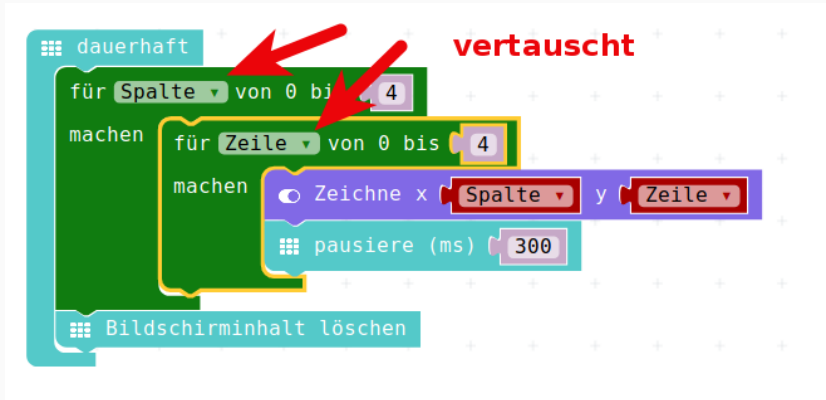 dauerhaft
vertauscht
für Spalte von 0 bi 4
machen
für Zeile von 0 bis 4
machen
Zeichne x Spalte y Zeile
pausiere (ms) 300
Bildschirminhalt löschen